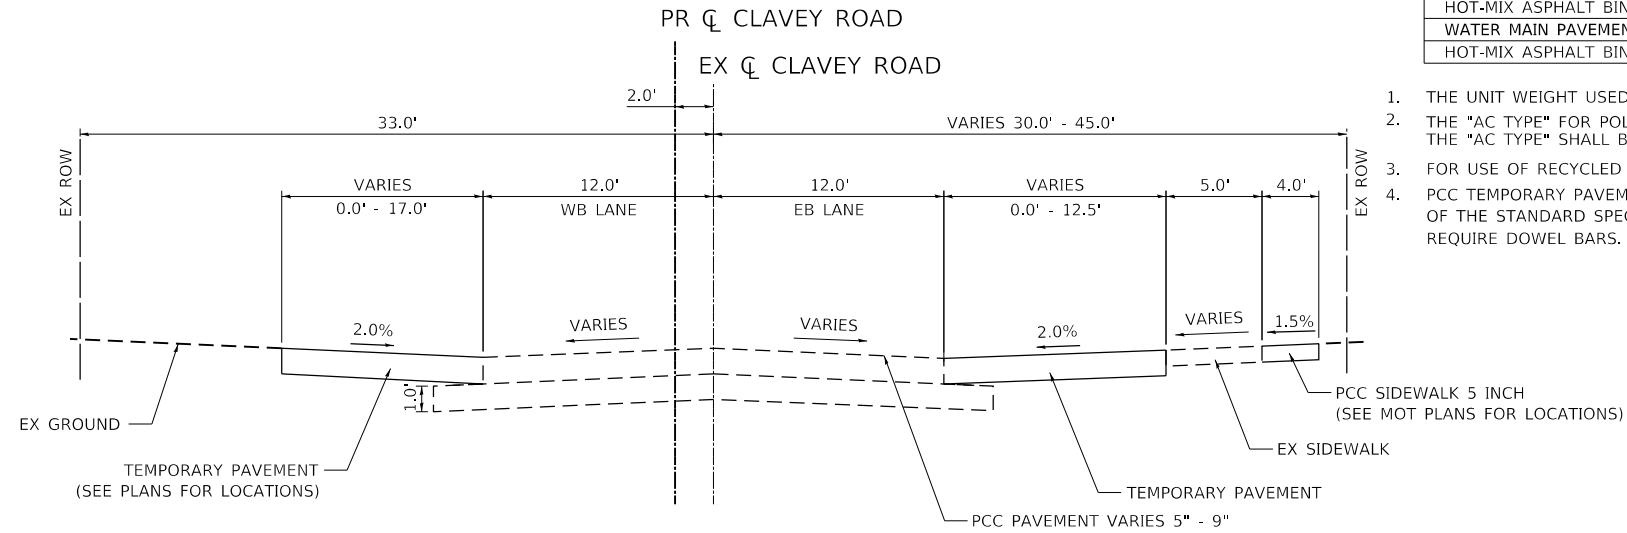 PR ℄ CLAVEY ROAD
EX ℄ CLAVEY ROAD
2.0'
33.0'
VARIES 30.0' - 45.0'
EX ROW
VARIES
0.0' - 17.0'
12.0'
WB LANE
12.0'
EB LANE
VARIES
0.0' - 12.5'
5.0'
4.0'
EX ROW
2.0%
VARIES
VARIES
2.0%
VARIES
1.5%
1.0'
EX GROUND
TEMPORARY PAVEMENT
(SEE PLANS FOR LOCATIONS)
PCC SIDEWALK 5 INCH
(SEE MOT PLANS FOR LOCATIONS)
EX SIDEWALK
TEMPORARY PAVEMENT
PCC PAVEMENT VARIES 5" - 9"
HOT-MIX ASPHALT BIN
WATER MAIN PAVEMEN
HOT-MIX ASPHALT BIN
1. THE UNIT WEIGHT USED
2. THE "AC TYPE" FOR POL
THE "AC TYPE" SHALL B
3. FOR USE OF RECYCLED
4. PCC TEMPORARY PAVEM
OF THE STANDARD SPEC
REQUIRE DOWEL BARS.